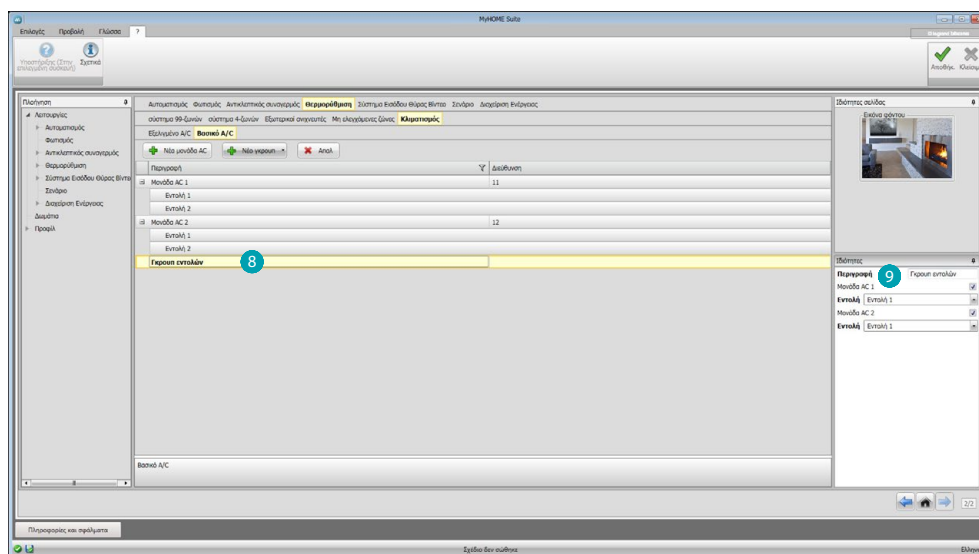 MyHOME Suite
Επιλογές Προβολή Γλώσσα ?
Υποστήριξης (Στην επιλεγμένη συσκευή)
Σχετικά
Αποθήκ. Κλείσιμ
Πλοήγηση
Λειτουργίες
Αυτοματισμός
Φωτισμός
Αντικλεπτικός συναγερμός
Θερμορύθμιση
Σύστημα Εισόδου Θύρας Βίντε
Σενάριο
Διαχείριση Ενέργειας
Δωμάτια
Προφίλ
Αυτοματισμός Φωτισμός Αντικλεπτικός συναγερμός Θερμορύθμιση Σύστημα Εισόδου Θύρας Βίντεο Σενάριο Διαχείριση Ενέργειας
σύστημα 99-ζωνών σύστημα 4-ζωνών Εξωτερικοί ανιχνευτές Μη ελεγχόμενες ζώνες Κλιματισμός
Εξελιγμένο A/C Βασικό A/C
Νέα μονάδα AC Νέο γκρουπ Απαλ
Περιγραφή Διεύθυνση
Μονάδα AC 1 11
Εντολή 1
Εντολή 2
Μονάδα AC 2 12
Εντολή 1
Εντολή 2
Γκρουπ εντολών 8
Βασικό A/C
Ιδιότητες σελίδας
Εικόνα φόντου
Ιδιότητες
Περιγραφή 9 Γκρουπ εντολών
Μονάδα AC 1
Εντολή Εντολή 1
Μονάδα AC 2
Εντολή Εντολή 1
2/2
Πληροφορίες και σφάλματα
Σχέδιο δεν σώθηκε
Ελληνι